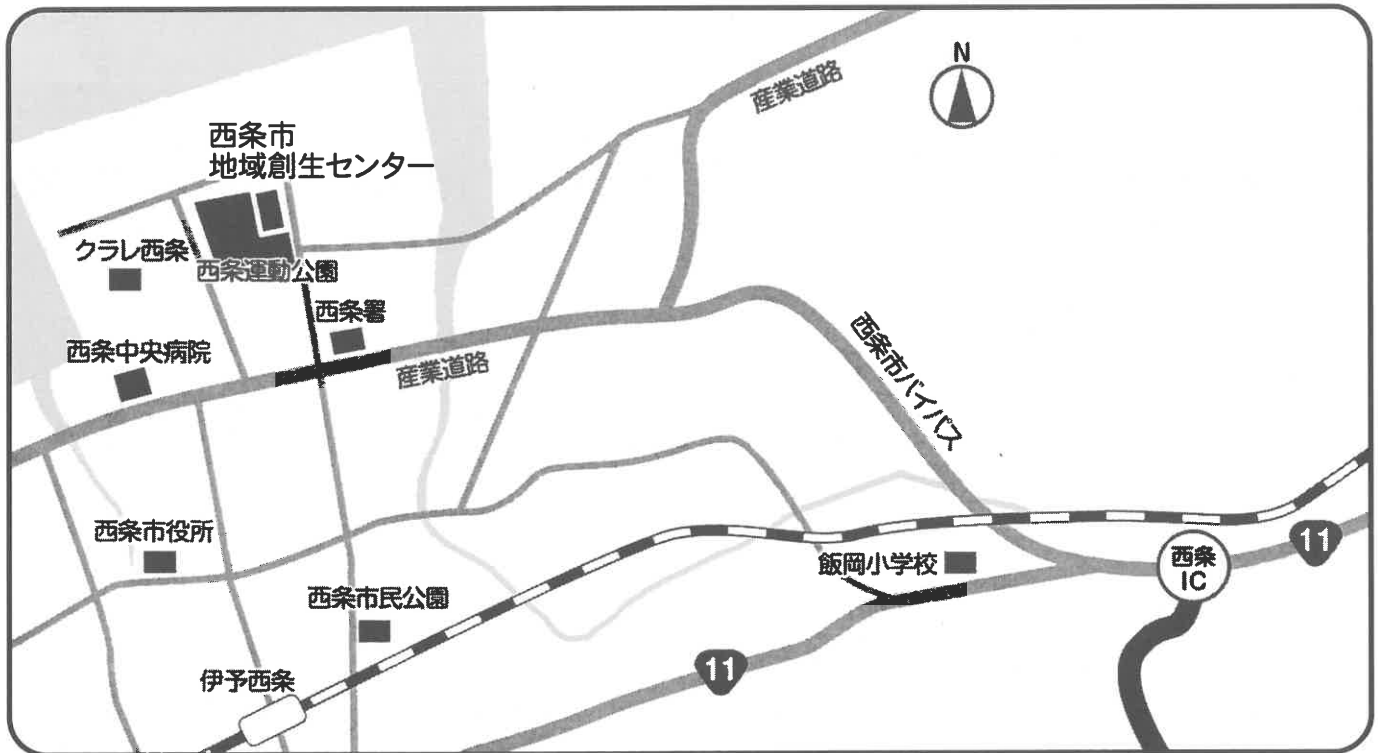 N
産業道路
西条市
地域創生センター
クラレ西条
西条運動公園
西条署
西条中央病院
産業道路
西条市バイパス
西条市役所
飯岡小学校
西条
IC
11
西条市民公園
11
伊予西条